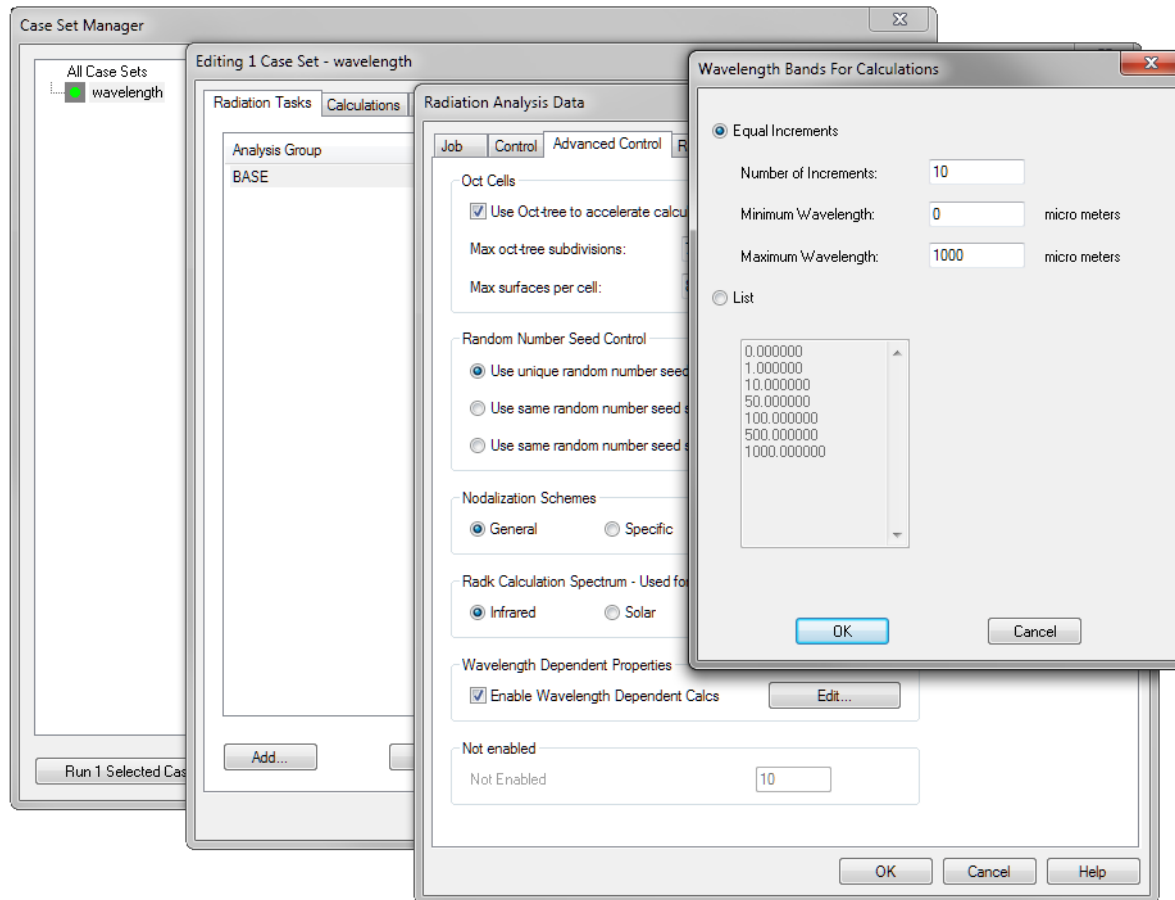 Case Set Manager
All Case Sets
wavelength
Run 1 Selected Cas
Editing 1 Case Set - wavelength
Radiation Tasks
Calculations
Analysis Group
BASE
Add...
Radiation Analysis Data
Job
Control
Advanced Control
R
Oct Cells
Use Oct-tree to accelerate calcu
Max oct-tree subdivisions:
Max surfaces per cell:
Random Number Seed Control
Use unique random number seed
Use same random number seed s
Use same random number seed s
Nodalization Schemes
General
Specific
Radk Calculation Spectrum - Used for
Infrared
Solar
Wavelength Dependent Properties
Enable Wavelength Dependent Calcs
Edit...
Not enabled
Not Enabled
10
OK
Cancel
Help
Wavelength Bands For Calculations
Equal Increments
Number of Increments:
10
Minimum Wavelength:
0
micro meters
Maximum Wavelength:
1000
micro meters
List
0.000000
1.000000
10.000000
50.000000
100.000000
500.000000
1000.000000
OK
Cancel